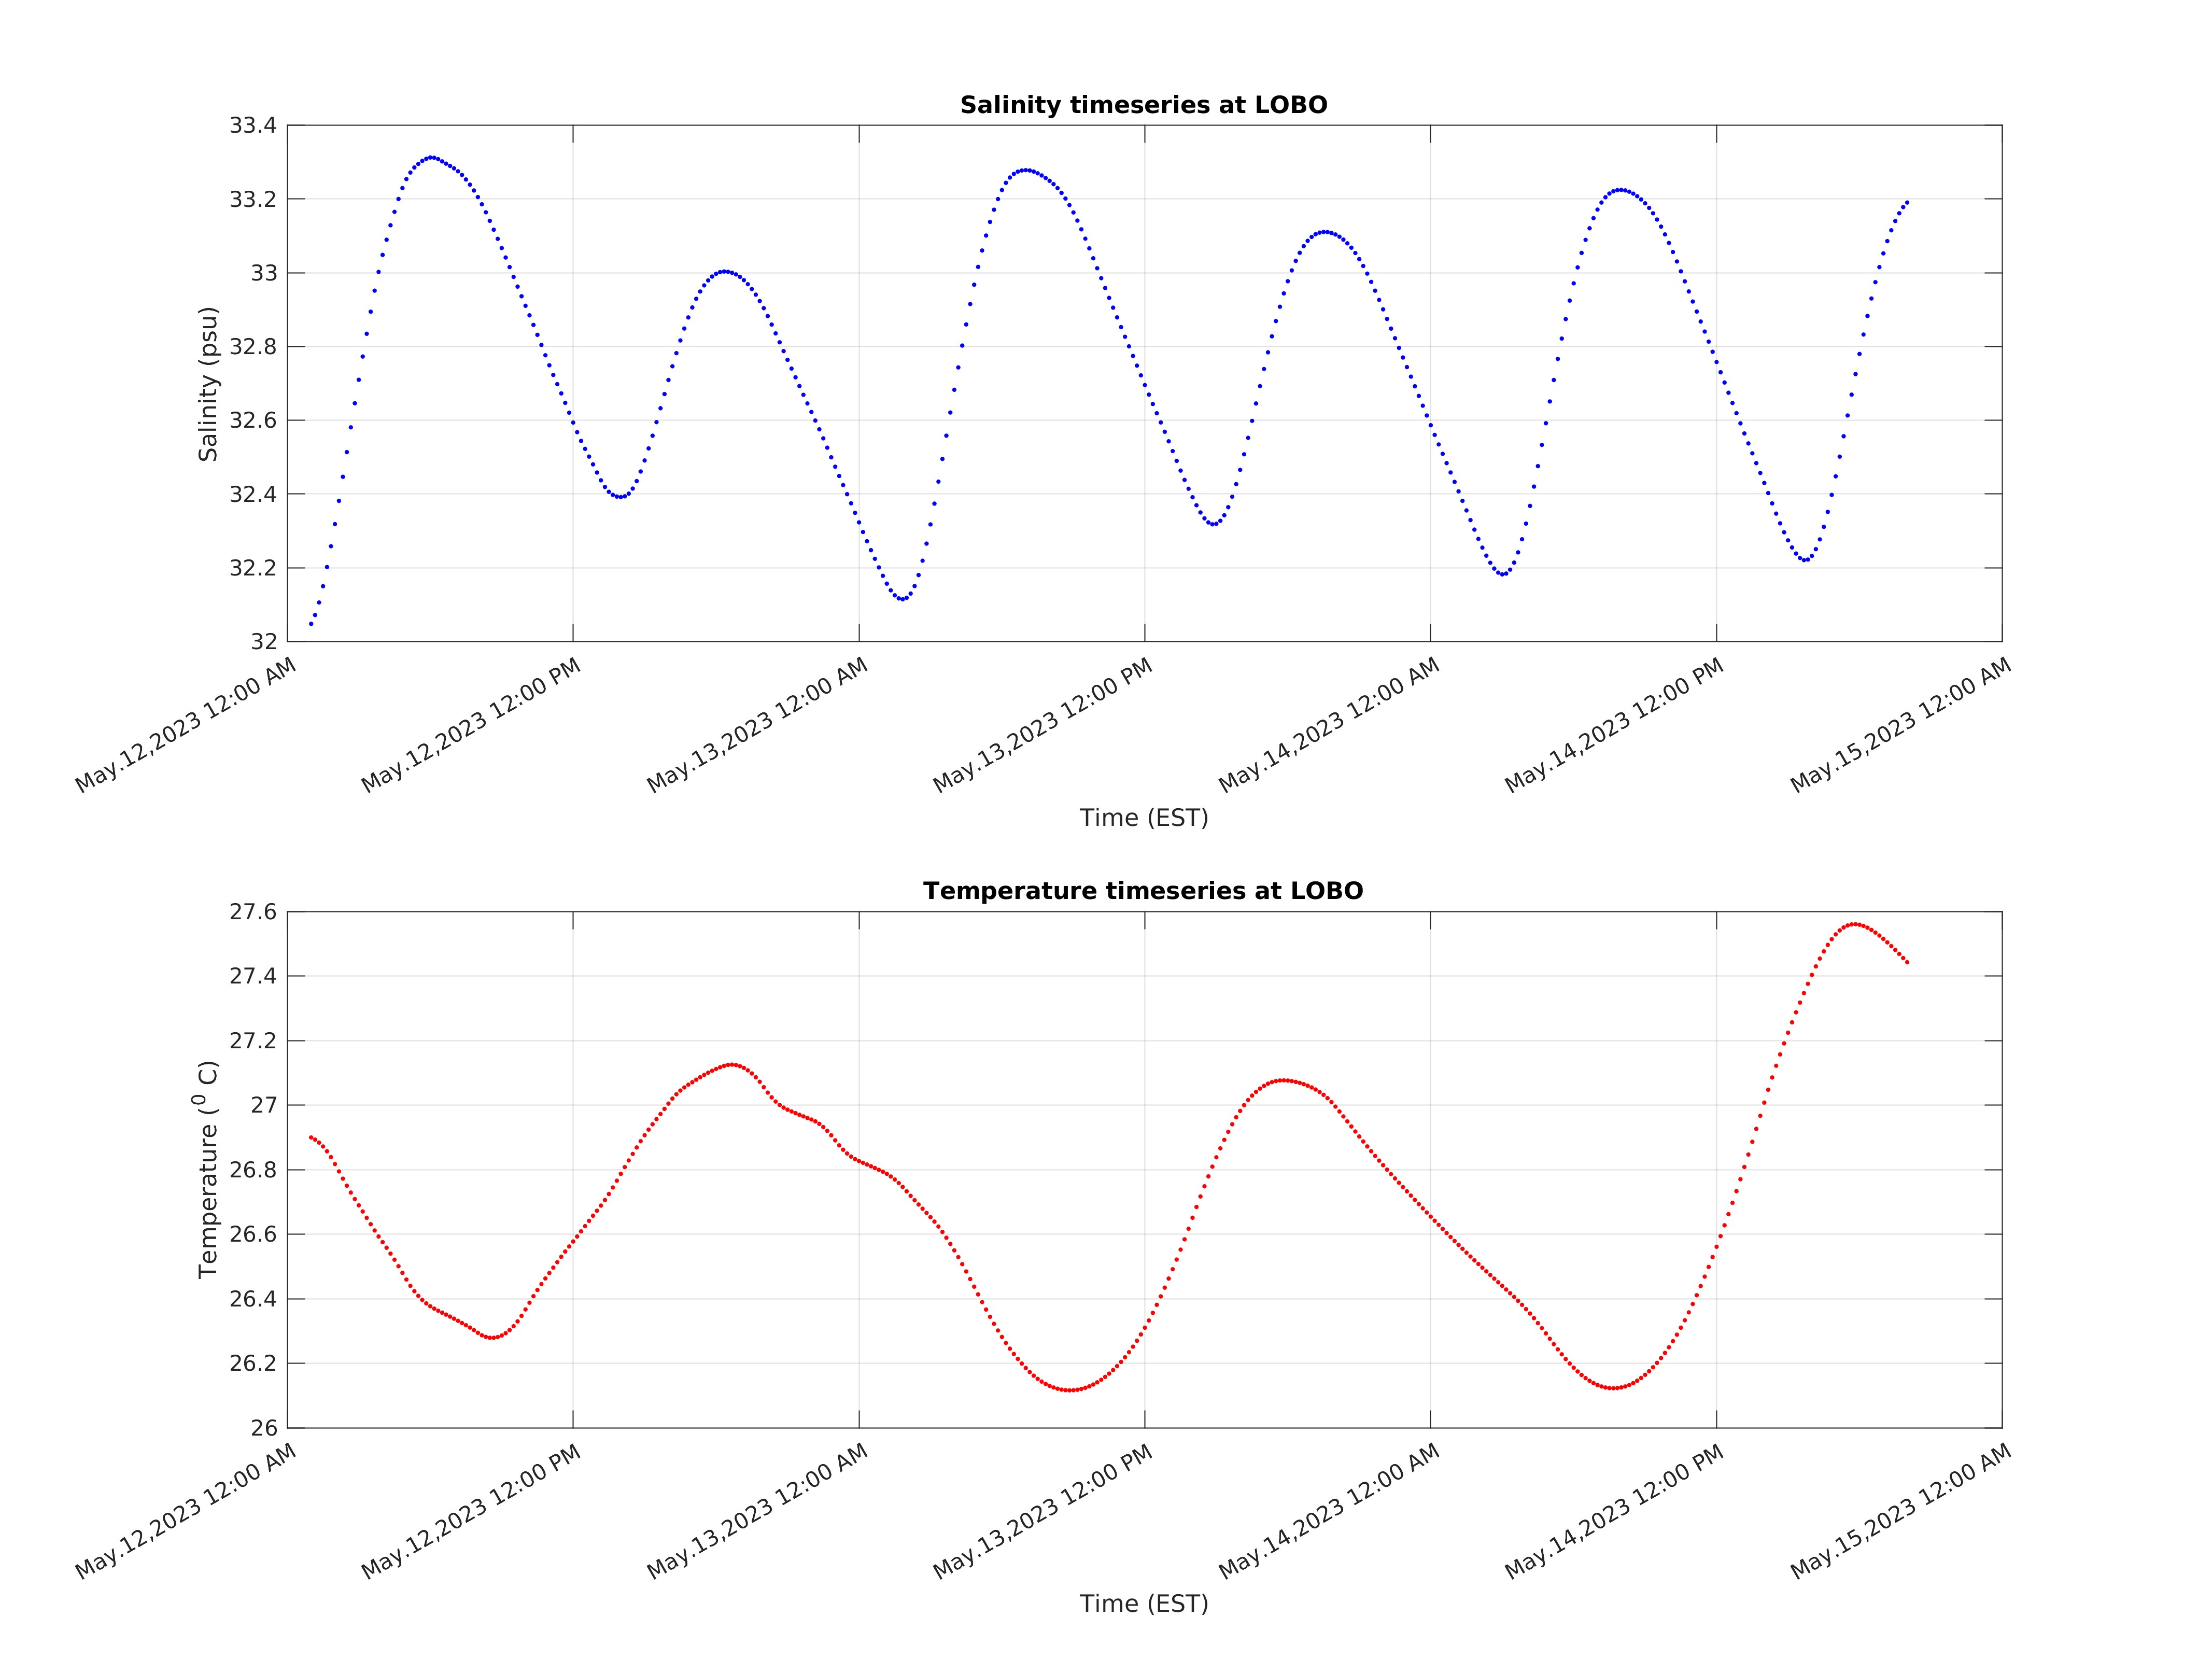 Salinity timeseries at LOBO
33.4
33.2
33
32.8
32.6
32.4
32.2
32
Salinity (psu)
May.12,2023 12:00 AM
May.12,2023 12:00 PM
May.13,2023 12:00 AM
May.13,2023 12:00 PM
May.14,2023 12:00 AM
May.14,2023 12:00 PM
May.15,2023 12:00 AM
Time (EST)
Temperature timeseries at LOBO
27.6
27.4
27.2
27
26.8
26.6
26.4
26.2
26
Temperature (⁰ C)
May.12,2023 12:00 AM
May.12,2023 12:00 PM
May.13,2023 12:00 AM
May.13,2023 12:00 PM
May.14,2023 12:00 AM
May.14,2023 12:00 PM
May.15,2023 12:00 AM
Time (EST)